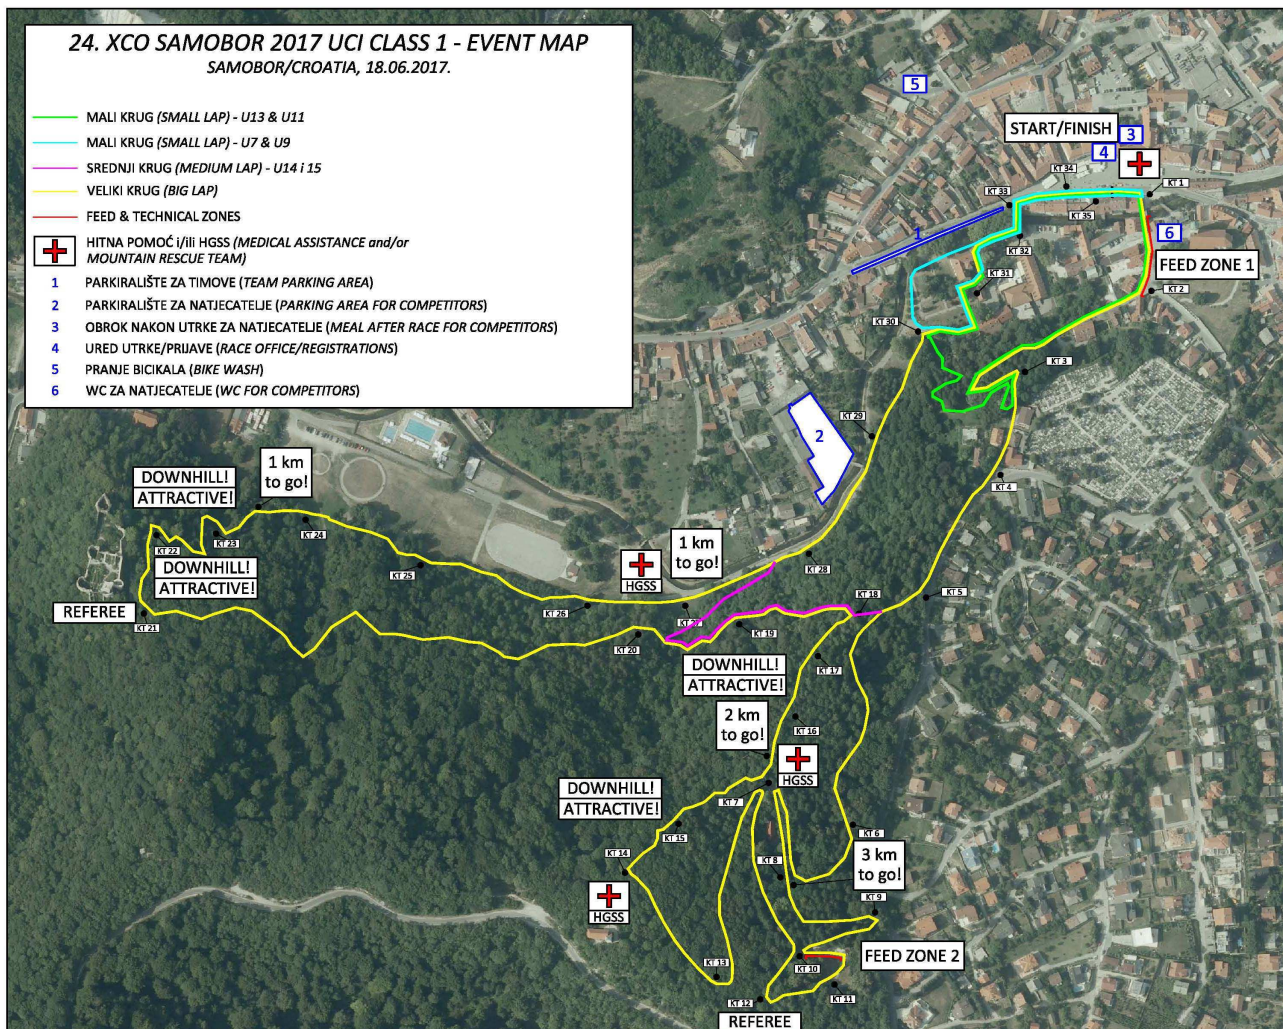 24. XCO SAMOBOR 2017 UCI CLASS 1 - EVENT MAP
SAMOBOR/CROATIA, 18.06.2017.
MALI KRUG (SMALL LAP) - U13 & U11
MALI KRUG (SMALL LAP) - U7 & U9
SREDNJI KRUG (MEDIUM LAP) - U14 i 15
VELIKI KRUG (BIG LAP)
FEED & TECHNICAL ZONES
HITNA POMOĆ i/ili HGSS (MEDICAL ASSISTANCE and/or
MOUNTAIN RESCUE TEAM)
1 PARKIRALIŠTE ZA TIMOVE (TEAM PARKING AREA)
2 PARKIRALIŠTE ZA NATJECATELJE (PARKING AREA FOR COMPETITORS)
3 OBROK NAKON UTRKE ZA NATJECATELJE (MEAL AFTER RACE FOR COMPETITORS)
4 URED UTRKE/PRIJAVE (RACE OFFICE/REGISTRATIONS)
5 PRANJE BICIKALA (BIKE WASH)
6 WC ZA NATJECATELJE (WC FOR COMPETITORS)
5
START/FINISH
3
4
KT 34
KT 33
KT 1
KT 35
1
6
KT 32
FEED ZONE 1
KT 31
KT 2
KT 30
KT 3
KT 29
2
KT 4
1 km
to go!
DOWNHILL!
ATTRACTIVE!
KT 24
KT 22
KT 23
DOWNHILL!
ATTRACTIVE!
KT 25
1 km
to go!
HGSS
KT 28
REFEREE
KT 21
KT 26
KT 18
KT 5
KT 19
KT 20
DOWNHILL!
ATTRACTIVE!
KT 17
2 km
to go!
KT 16
HGSS
DOWNHILL!
ATTRACTIVE!
KT 7
KT 15
KT 6
KT 14
KT 8
3 km
to go!
HGSS
KT 9
FEED ZONE 2
KT 13
KT 10
KT 12
KT 11
REFEREE